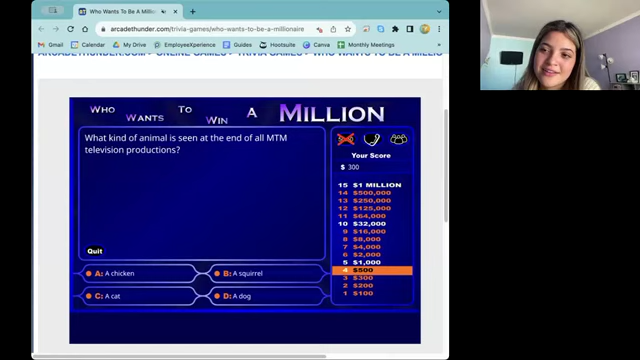 Who Wants To Be A Millio
arcadethunder.com/trivia-games/who-wants-to-be-a-millionaire
Gmail
Calendar
My Drive
EmployeeXperience
Guides
Hootsuite
Canva
Monthly Meetings
WHO WANTS TO WIN A MILLION
What kind of animal is seen at the end of all MTM
television productions?
Quit
A: A chicken
B: A squirrel
C: A cat
D: A dog
Your Score
$ 300
15 $1 MILLION
14 $500,000
13 $250,000
12 $125,000
11 $64,000
10 $32,000
9 $16,000
8 $8,000
7 $4,000
6 $2,000
5 $1,000
4 $500
3 $300
2 $200
1 $100